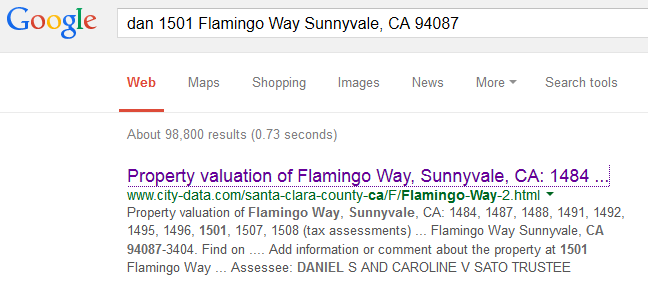 Google dan 1501 Flamingo Way Sunnyvale, CA 94087
Web Maps Shopping Images News More Search tools
About 98,800 results (0.73 seconds)
Property valuation of Flamingo Way, Sunnyvale, CA: 1484 ...
www.city-data.com/santa-clara-county-ca/F/Flamingo-Way-2.html
Property valuation of Flamingo Way, Sunnyvale, CA: 1484, 1487, 1488, 1491, 1492,
1495, 1496, 1501, 1507, 1508 (tax assessments) ... Flamingo Way Sunnyvale, CA
94087-3404. Find on .... Add information or comment about the property at 1501
Flamingo Way ... Assessee: DANIEL S AND CAROLINE V SATO TRUSTEE